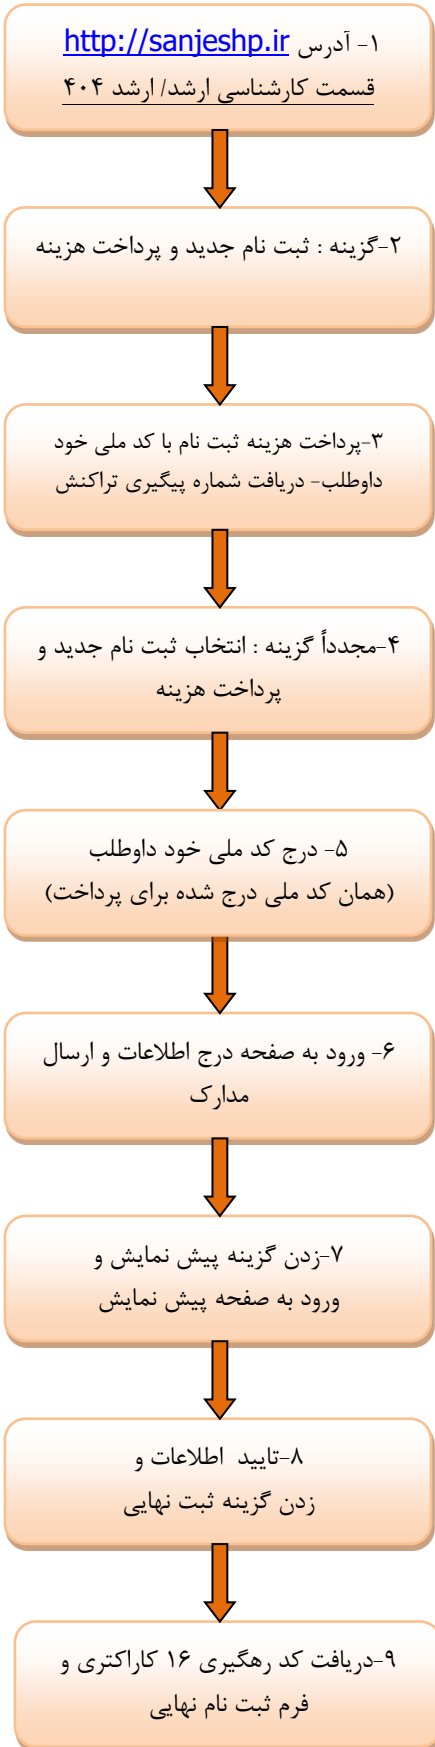 ۱- آدرس http://sanjeshp.ir
قسمت کارشناسی ارشد/ ارشد ۴۰۴
۲-گزینه : ثبت نام جدید و پرداخت هزینه
۳-پرداخت هزینه ثبت نام با کد ملی خود
داوطلب- دریافت شماره پیگیری تراکنش
۴-مجدداً گزینه : انتخاب ثبت نام جدید و
پرداخت هزینه
۵- درج کد ملی خود داوطلب
(همان کد ملی درج شده برای پرداخت)
۶- ورود به صفحه درج اطلاعات و ارسال
مدارک
۷-زدن گزینه پیش نمایش و
ورود به صفحه پیش نمایش
۸-تایید اطلاعات و
زدن گزینه ثبت نهایی
۹-دریافت کد رهگیری ۱۶ کاراکتری و
فرم ثبت نام نهایی